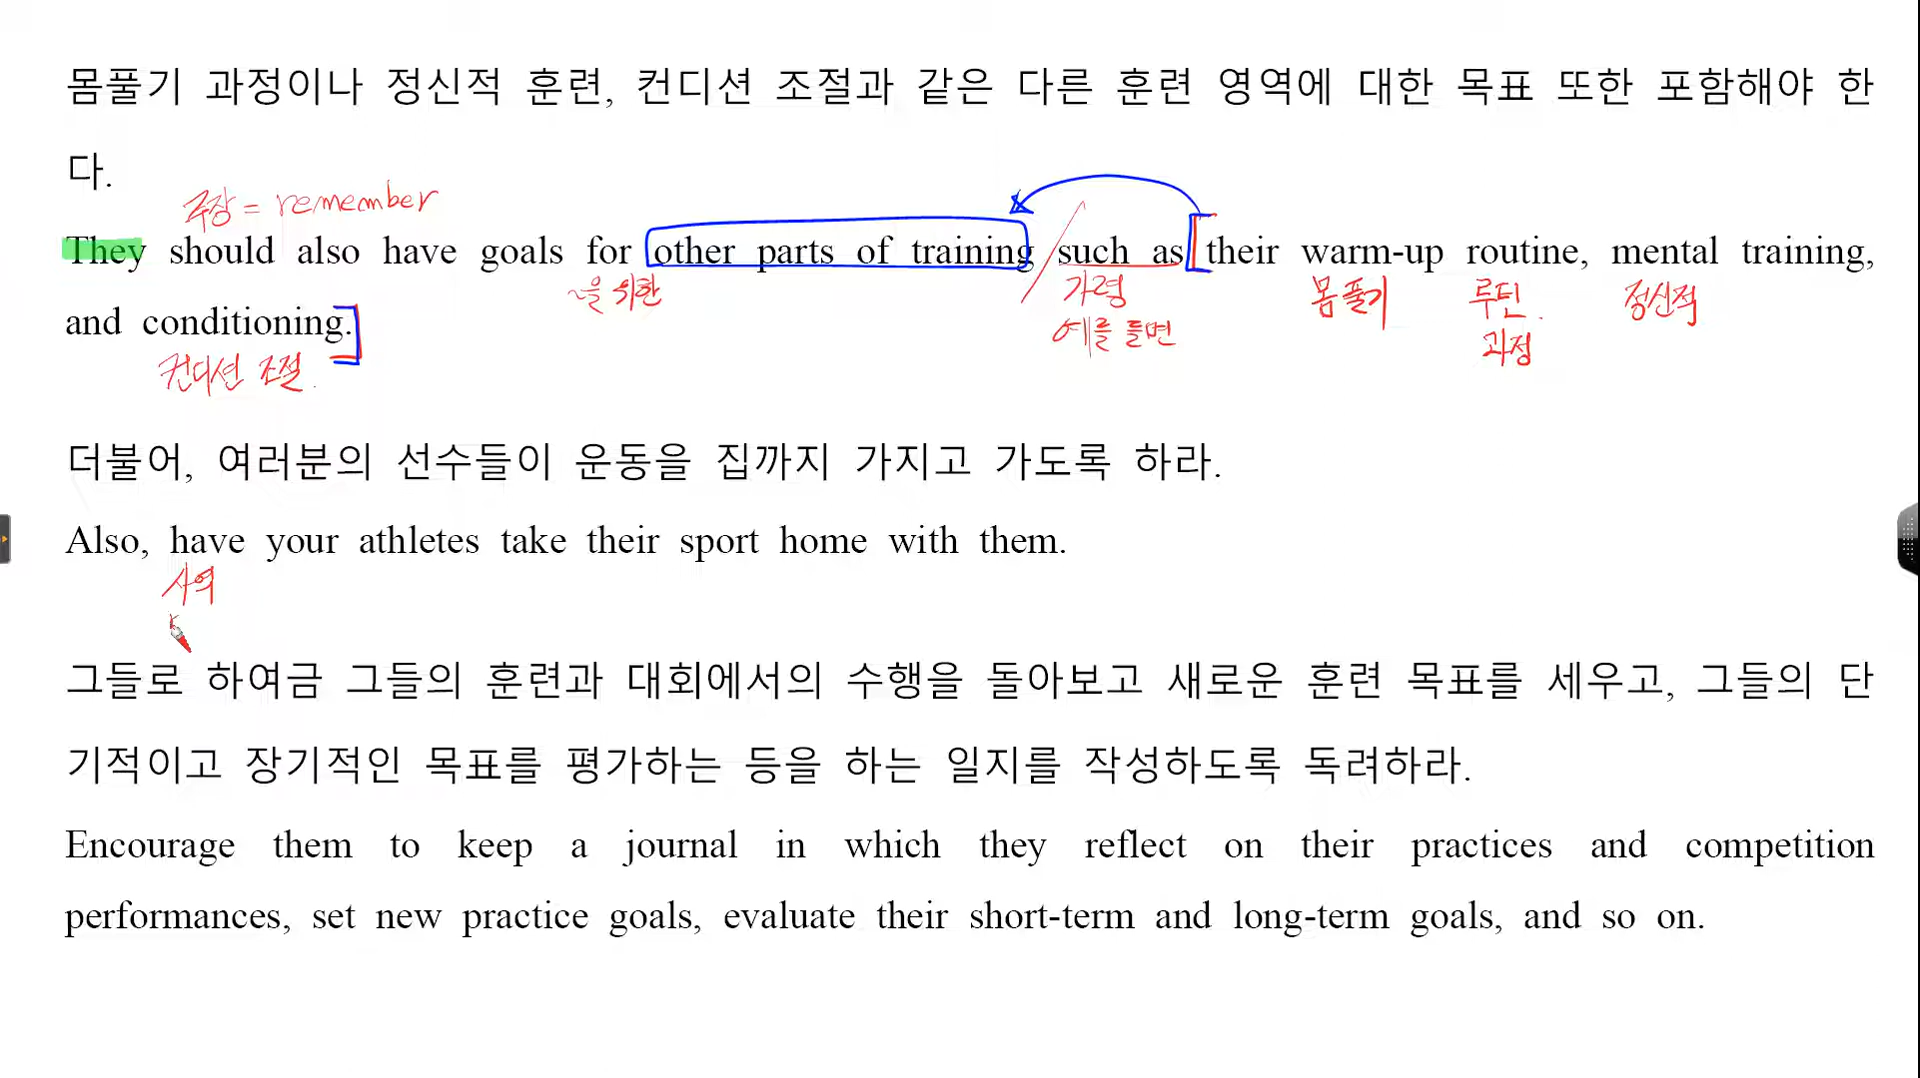 몸풀기 과정이나 정신적 훈련, 컨디션 조절과 같은 다른 훈련 영역에 대한 목표 또한 포함해야 한
다.
주장 = remember
They should also have goals for other parts of training such as their warm-up routine, mental training,
~을 위한 가령 몸풀기 루틴 정신적
예를 들면 과정
and conditioning.
컨디션 조절
더불어, 여러분의 선수들이 운동을 집까지 가지고 가도록 하라.
Also, have your athletes take their sport home with them.
사역
그들로 하여금 그들의 훈련과 대회에서의 수행을 돌아보고 새로운 훈련 목표를 세우고, 그들의 단
기적이고 장기적인 목표를 평가하는 등을 하는 일지를 작성하도록 독려하라.
Encourage them to keep a journal in which they reflect on their practices and competition
performances, set new practice goals, evaluate their short-term and long-term goals, and so on.